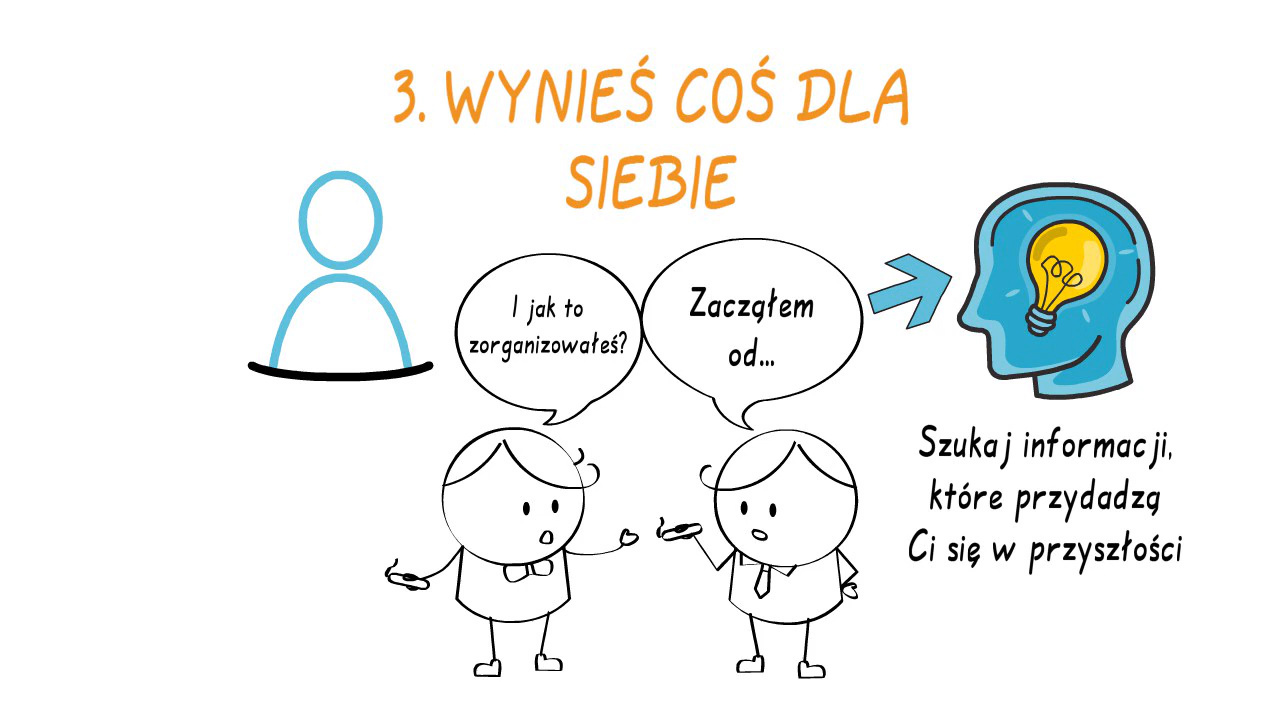 3. WYNIEŚ COŚ DLA
SIEBIE
I jak to
zorganizowałeś?
Zacząłem
od...
Szukaj informacji,
które przydadzą
Ci się w przyszłości